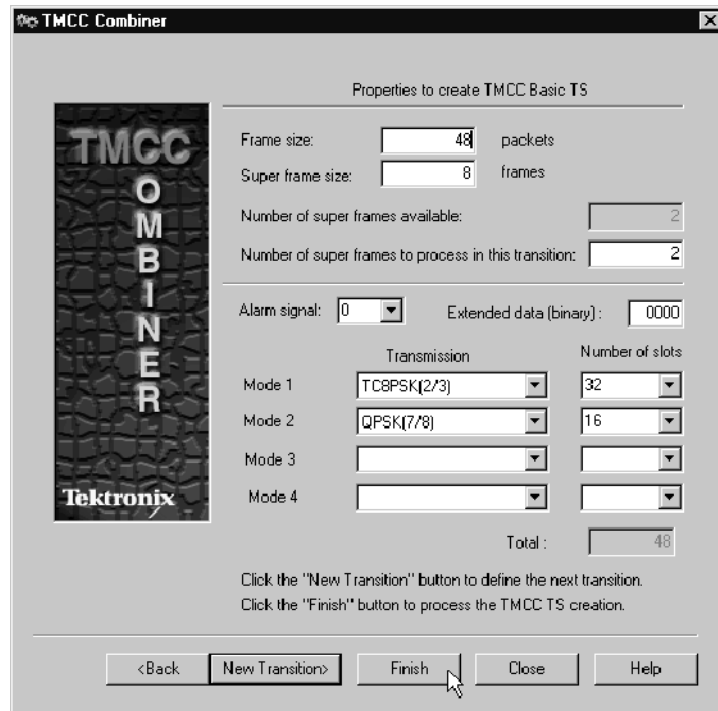 TMCC Combiner
TMCC
COMBINER
Tektronix
Properties to create TMCC Basic TS
Frame size: 48 packets
Super frame size: 8 frames
Number of super frames available: 2
Number of super frames to process in this transition: 2
Alarm signal: 0 Extended data (binary) : 0000
Transmission Number of slots
Mode 1 TC8PSK(2/3) 32
Mode 2 QPSK(7/8) 16
Mode 3
Mode 4
Total : 48
Click the "New Transition" button to define the next transition.
Click the "Finish" button to process the TMCC TS creation.
<Back New Transition> Finish Close Help